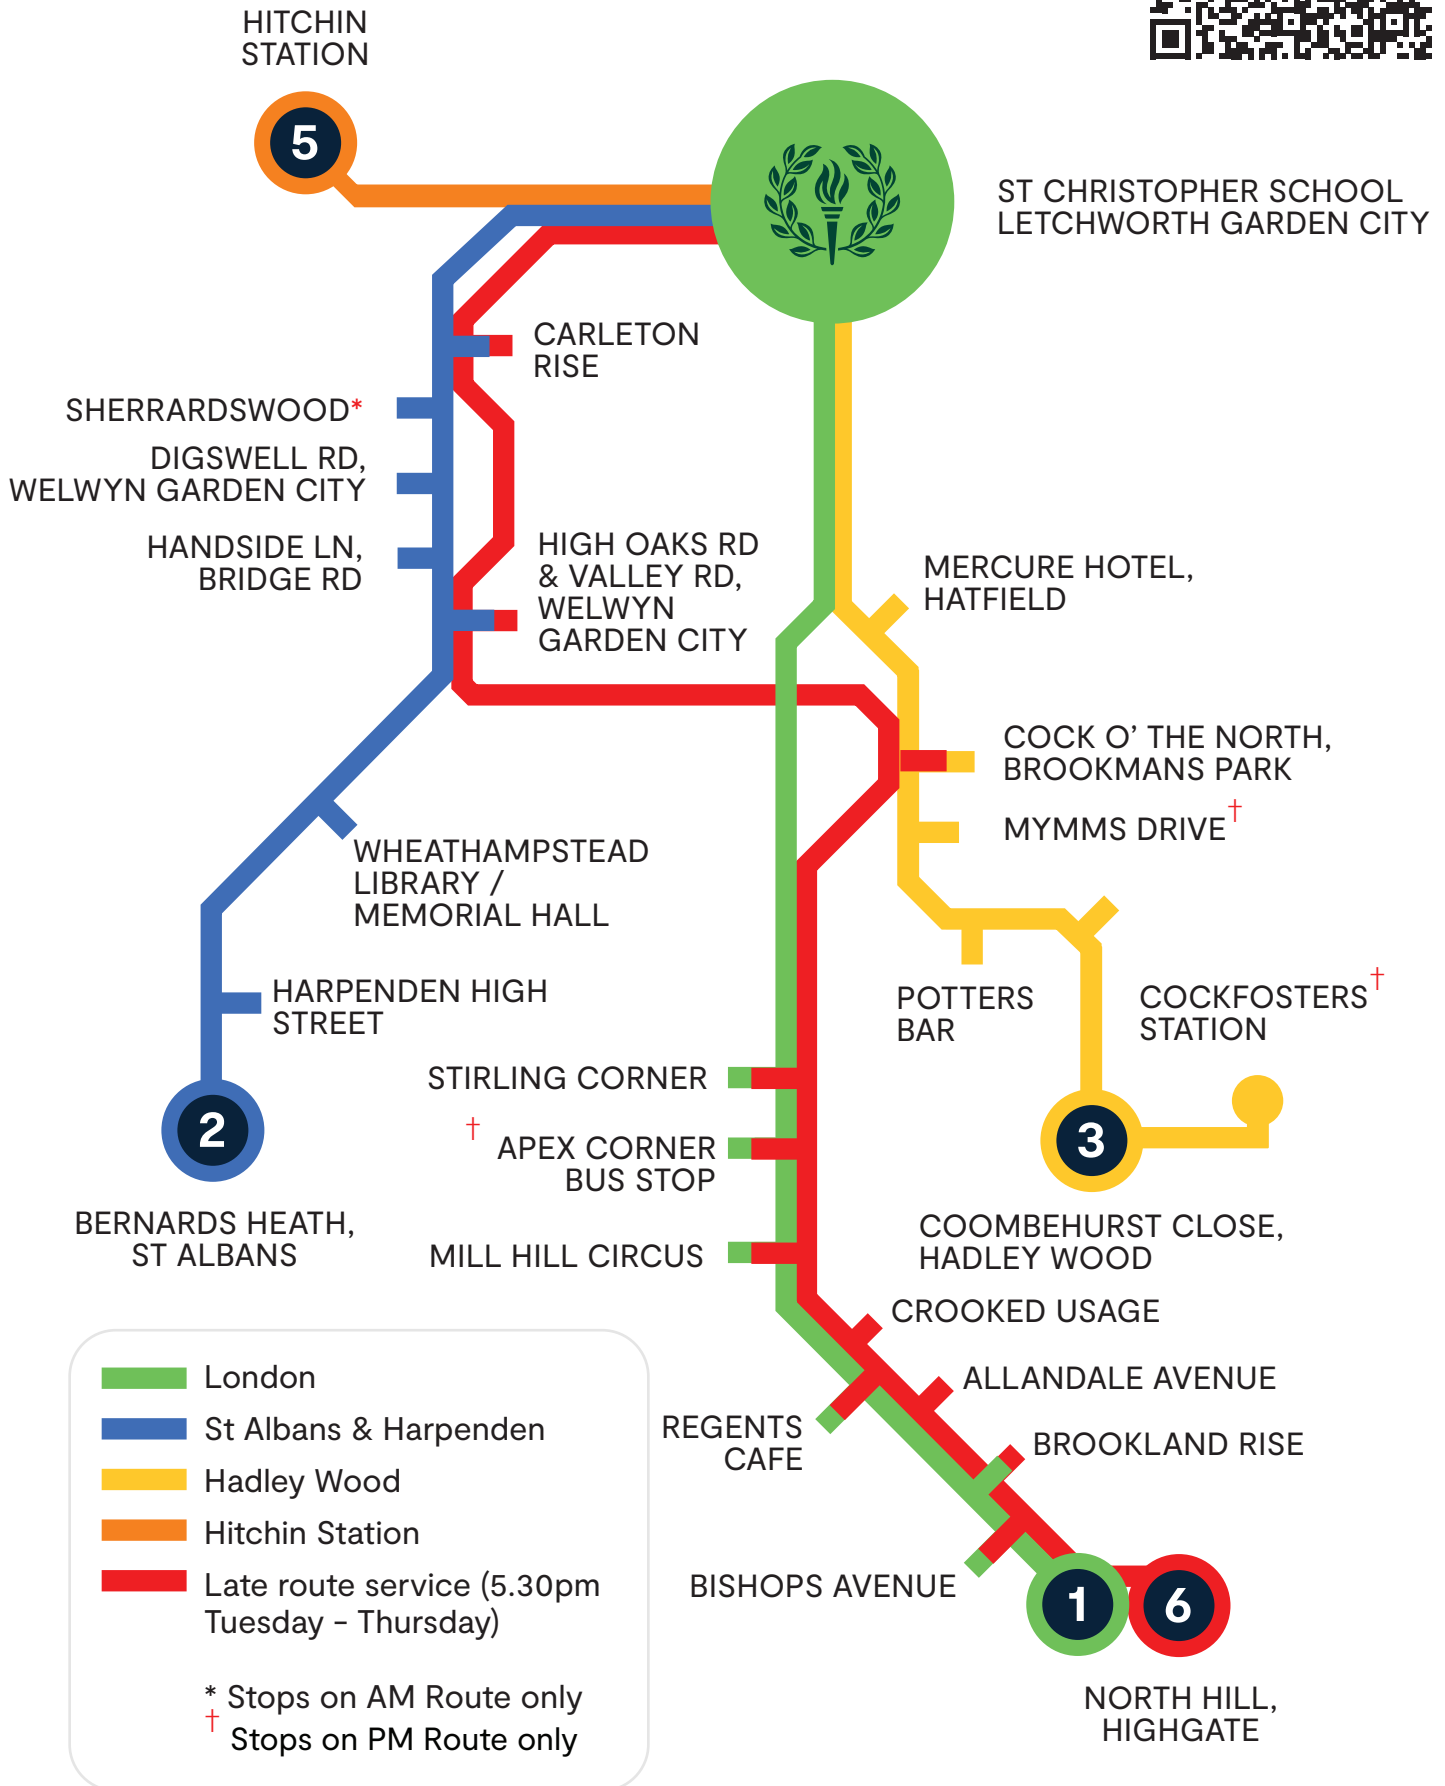 HITCHIN
STATION
5
ST CHRISTOPHER SCHOOL
LETCHWORTH GARDEN CITY
CARLETON
RISE
SHERRARDSWOOD*
DIGSWELL RD,
WELWYN GARDEN CITY
HANDSIDE LN,
BRIDGE RD
HIGH OAKS RD
& VALLEY RD,
WELWYN
GARDEN CITY
MERCURE HOTEL,
HATFIELD
COCK O’ THE NORTH,
BROOKMANS PARK
MYMMS DRIVE†
WHEATHAMPSTEAD
LIBRARY /
MEMORIAL HALL
POTTERS
BAR
COCKFOSTERS†
STATION
HARPENDEN HIGH
STREET
STIRLING CORNER
† APEX CORNER
BUS STOP
2
3
BERNARDS HEATH,
ST ALBANS
MILL HILL CIRCUS
COOMBEHURST CLOSE,
HADLEY WOOD
CROOKED USAGE
ALLANDALE AVENUE
REGENTS
CAFE
BROOKLAND RISE
BISHOPS AVENUE
1
6
NORTH HILL,
HIGHGATE
London
St Albans & Harpenden
Hadley Wood
Hitchin Station
Late route service (5.30pm
Tuesday - Thursday)
* Stops on AM Route only
† Stops on PM Route only